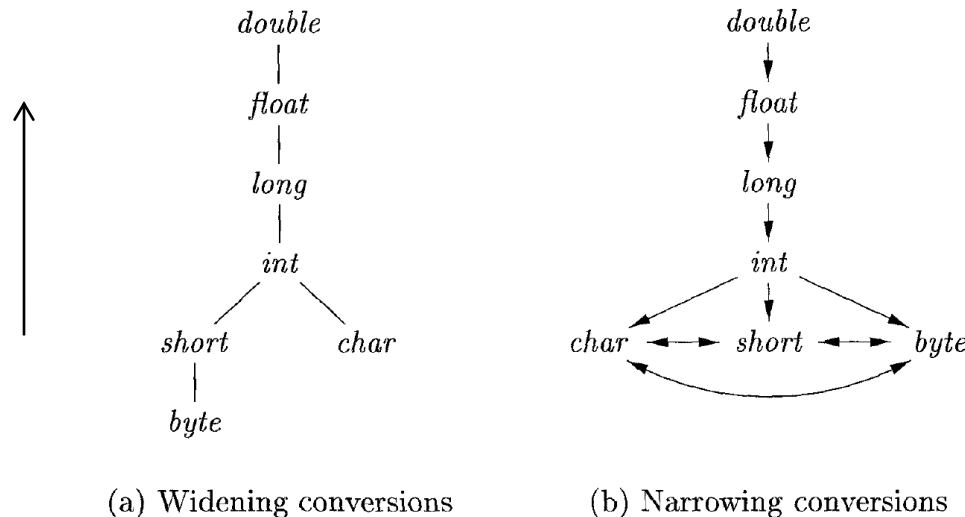 double double
float float
long long
int int
short char char short byte
byte
(a) Widening conversions (b) Narrowing conversions